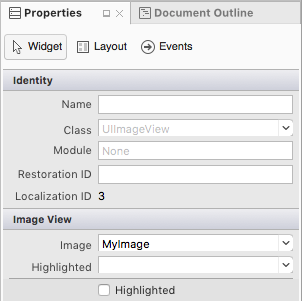 Properties
Document Outline
Widget
Layout
Events
Identity
Name
Class UIImageView
Module None
Restoration ID
Localization ID 3
Image View
Image MyImage
Highlighted
Highlighted